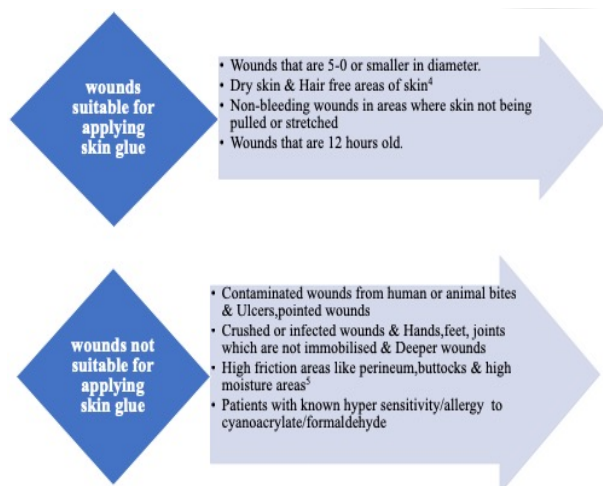 wounds
suitable for
applying
skin glue
• Wounds that are 5-0 or smaller in diameter.
• Dry skin & Hair free areas of skin⁴
• Non-bleeding wounds in areas where skin not being
pulled or stretched
• Wounds that are 12 hours old.
wounds not
suitable for
applying
skin glue
• Contaminated wounds from human or animal bites
& Ulcers,pointed wounds
• Crushed or infected wounds & Hands,feet, joints
which are not immobilised & Deeper wounds
• High friction areas like perineum,buttocks & high
moisture areas⁵
• Patients with known hyper sensitivity/allergy to
cyanoacrylate/formaldehyde